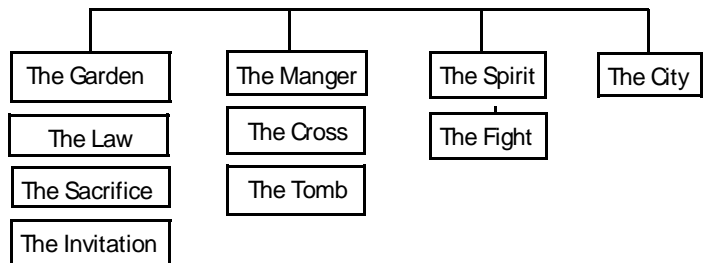 The Garden
The Law
The Sacrifice
The Invitation
The Manger
The Cross
The Tomb
The Spirit
The Fight
The City